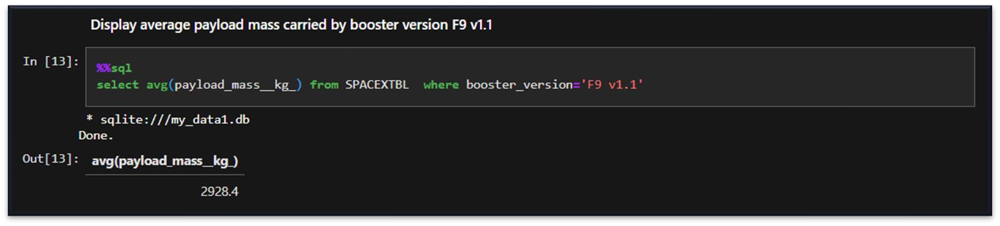 Display average payload mass carried by booster version F9 v1.1
In [13]:
%%sql
select avg(payload_mass__kg_) from SPACEXTBL  where booster_version='F9 v1.1'
* sqlite:///my_data1.db
Done.
Out[13]:
avg(payload_mass__kg_)
2928.4